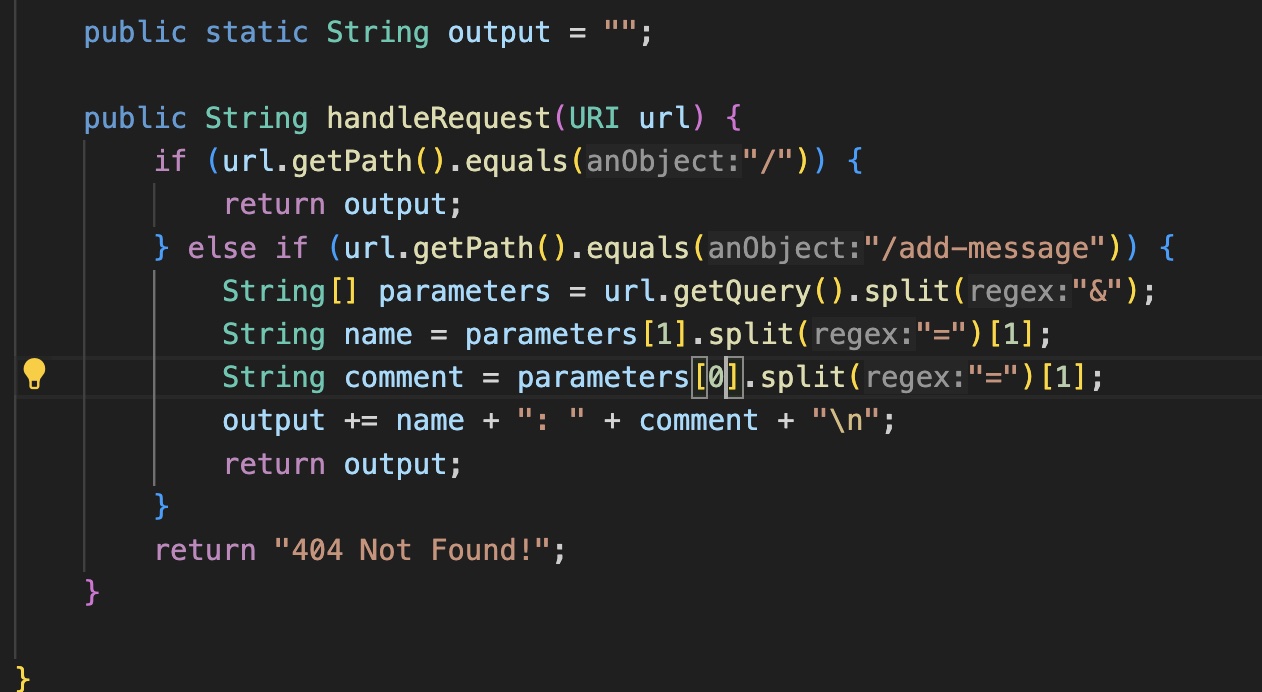 public static String output = "";
public String handleRequest(URI url) {
if (url.getPath().equals(anObject:"/")) {
return output;
} else if (url.getPath().equals(anObject:"/add-message")) {
String[] parameters = url.getQuery().split(regex:"&");
String name = parameters[1].split(regex:"=")[1];
String comment = parameters[0].split(regex:"=")[1];
output += name + ": " + comment + "\n";
return output;
}
return "404 Not Found!";
}
}